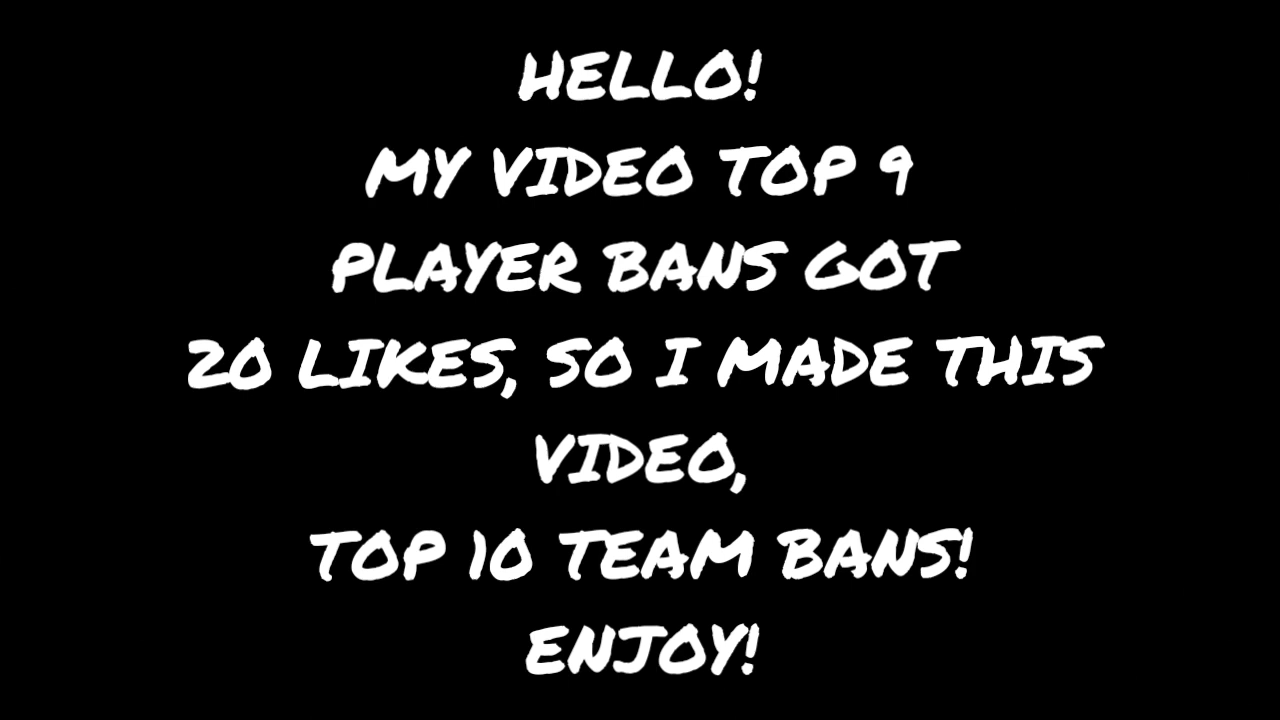 HELLO!
MY VIDEO TOP 9
PLAYER BANS GOT
20 LIKES, SO I MADE THIS
VIDEO,
TOP 10 TEAM BANS!
ENJOY!